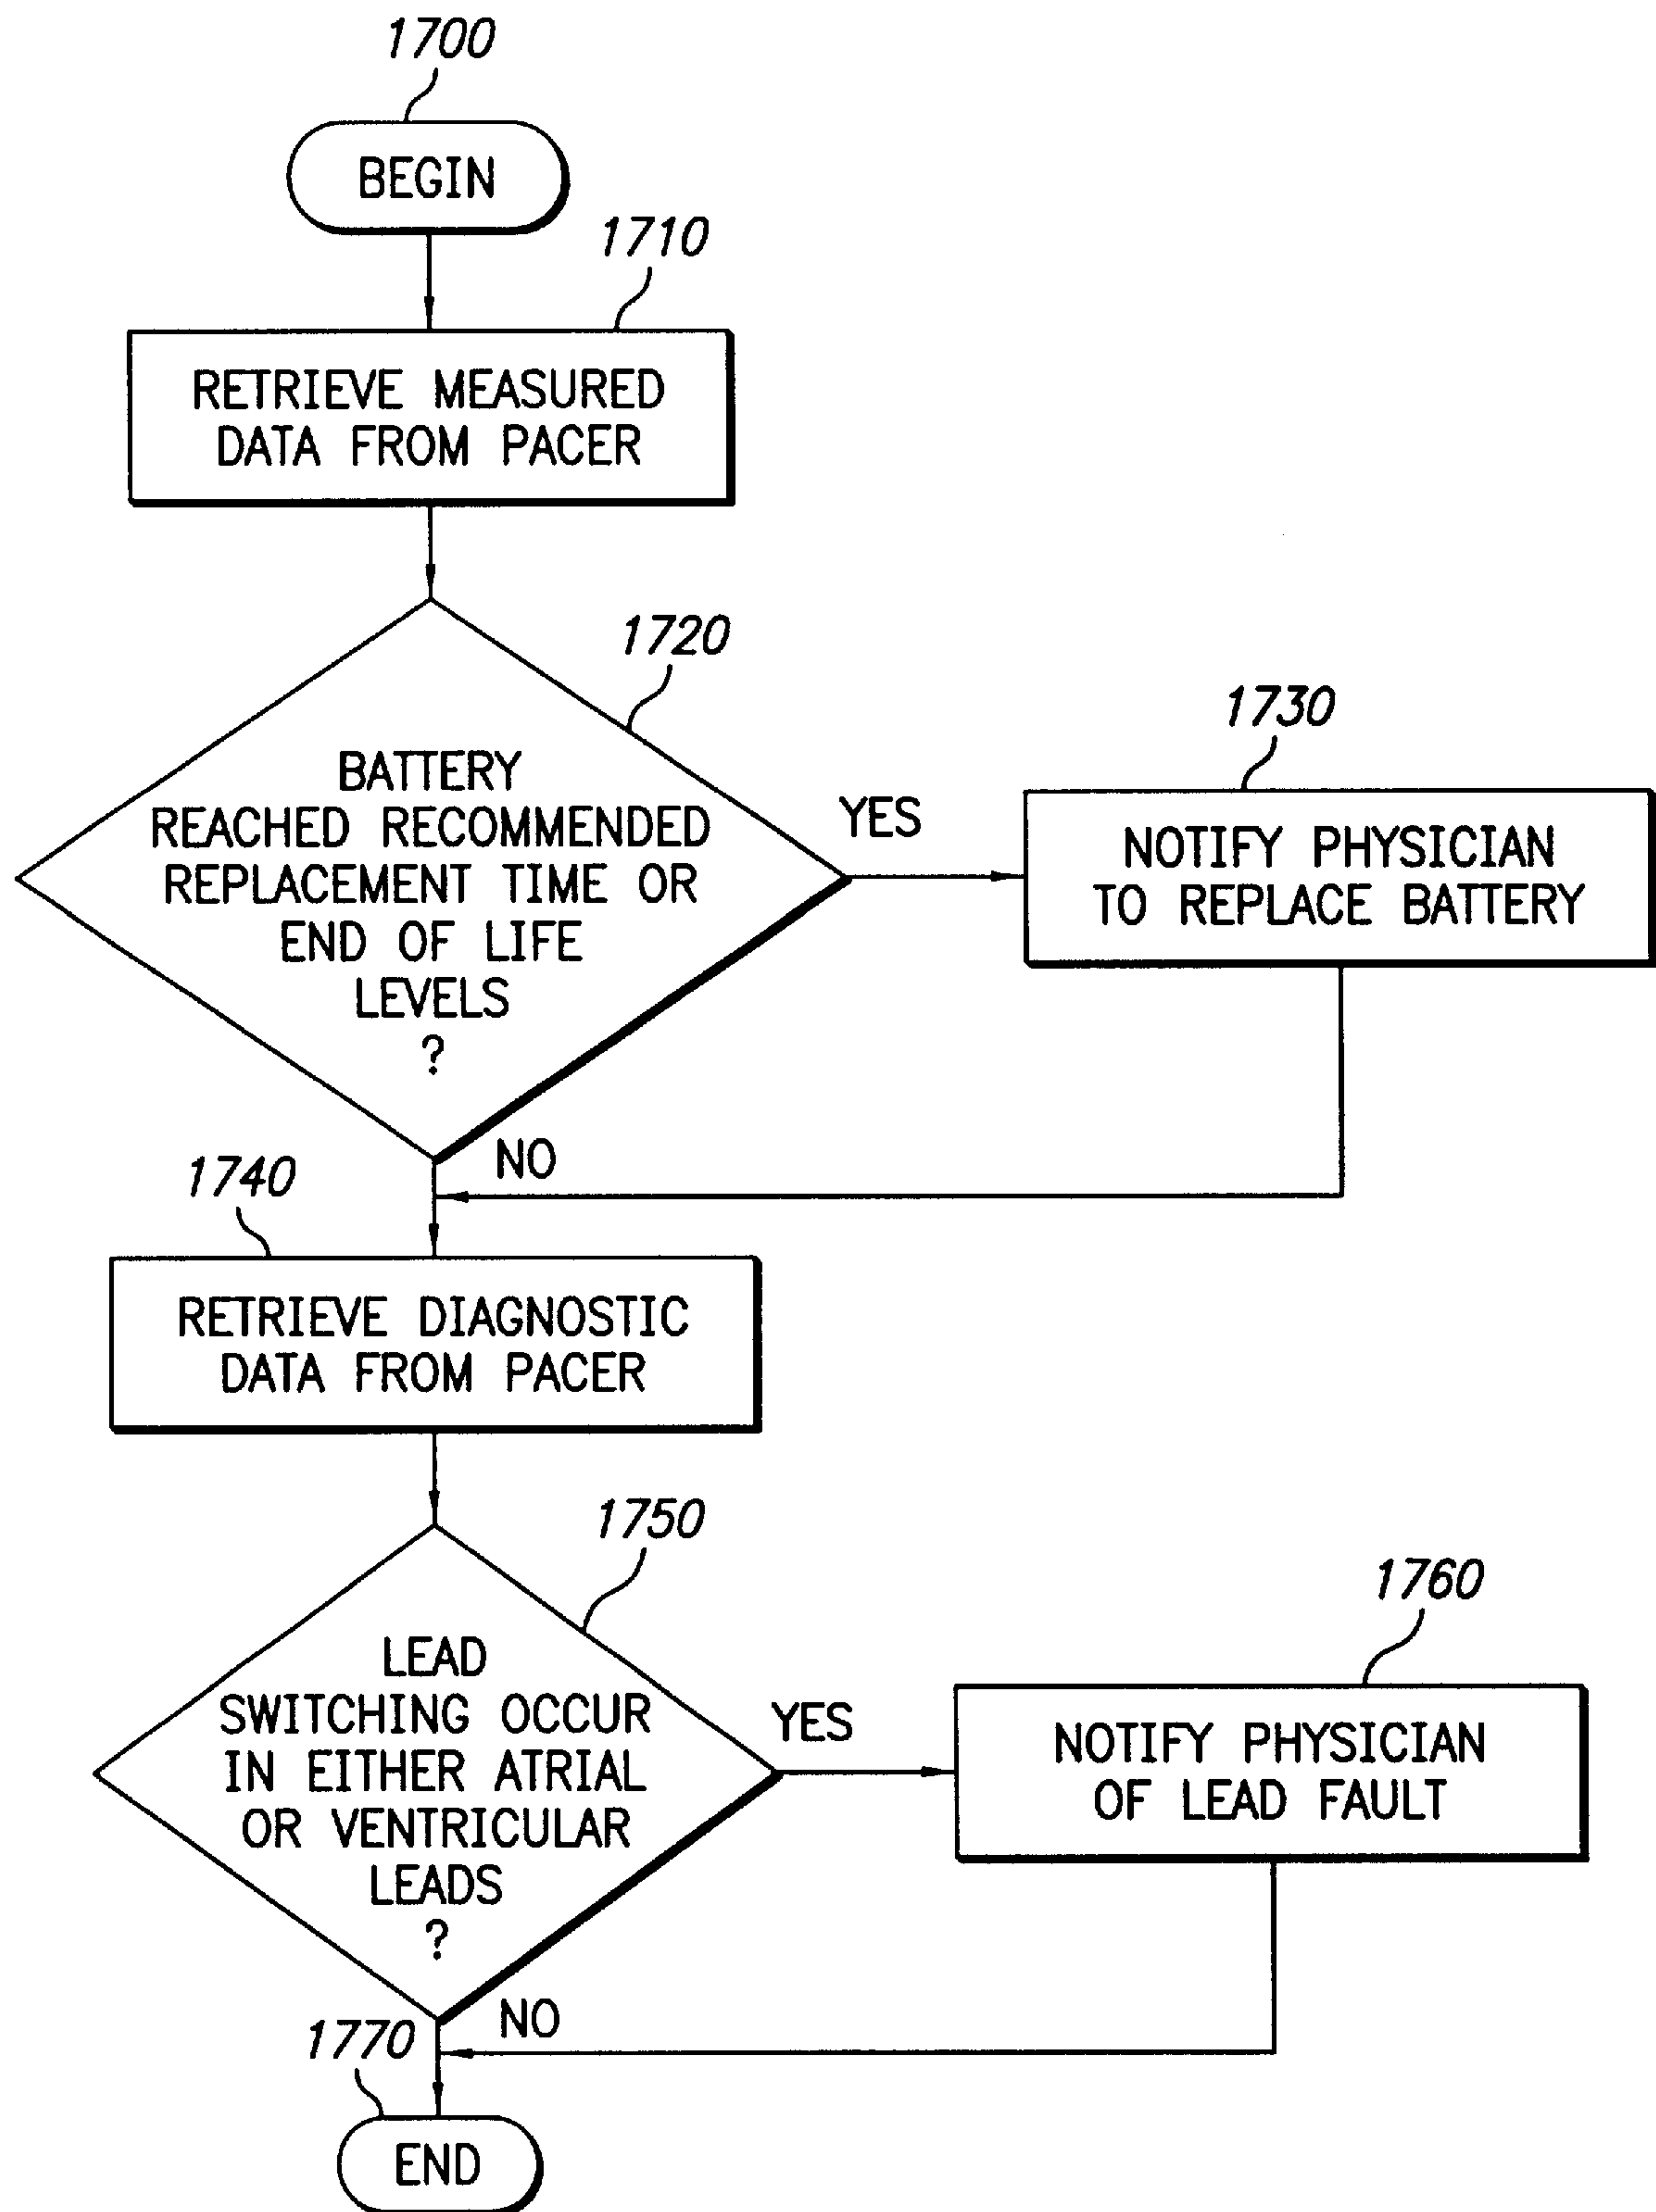 1700
BEGIN
1710
RETRIEVE MEASURED
DATA FROM PACER
1720
BATTERY
REACHED RECOMMENDED
REPLACEMENT TIME OR
END OF LIFE
LEVELS
?
YES
1730
NOTIFY PHYSICIAN
TO REPLACE BATTERY
NO
1740
RETRIEVE DIAGNOSTIC
DATA FROM PACER
1750
LEAD
SWITCHING OCCUR
IN EITHER ATRIAL
OR VENTRICULAR
LEADS
?
YES
1760
NOTIFY PHYSICIAN
OF LEAD FAULT
NO
1770
END